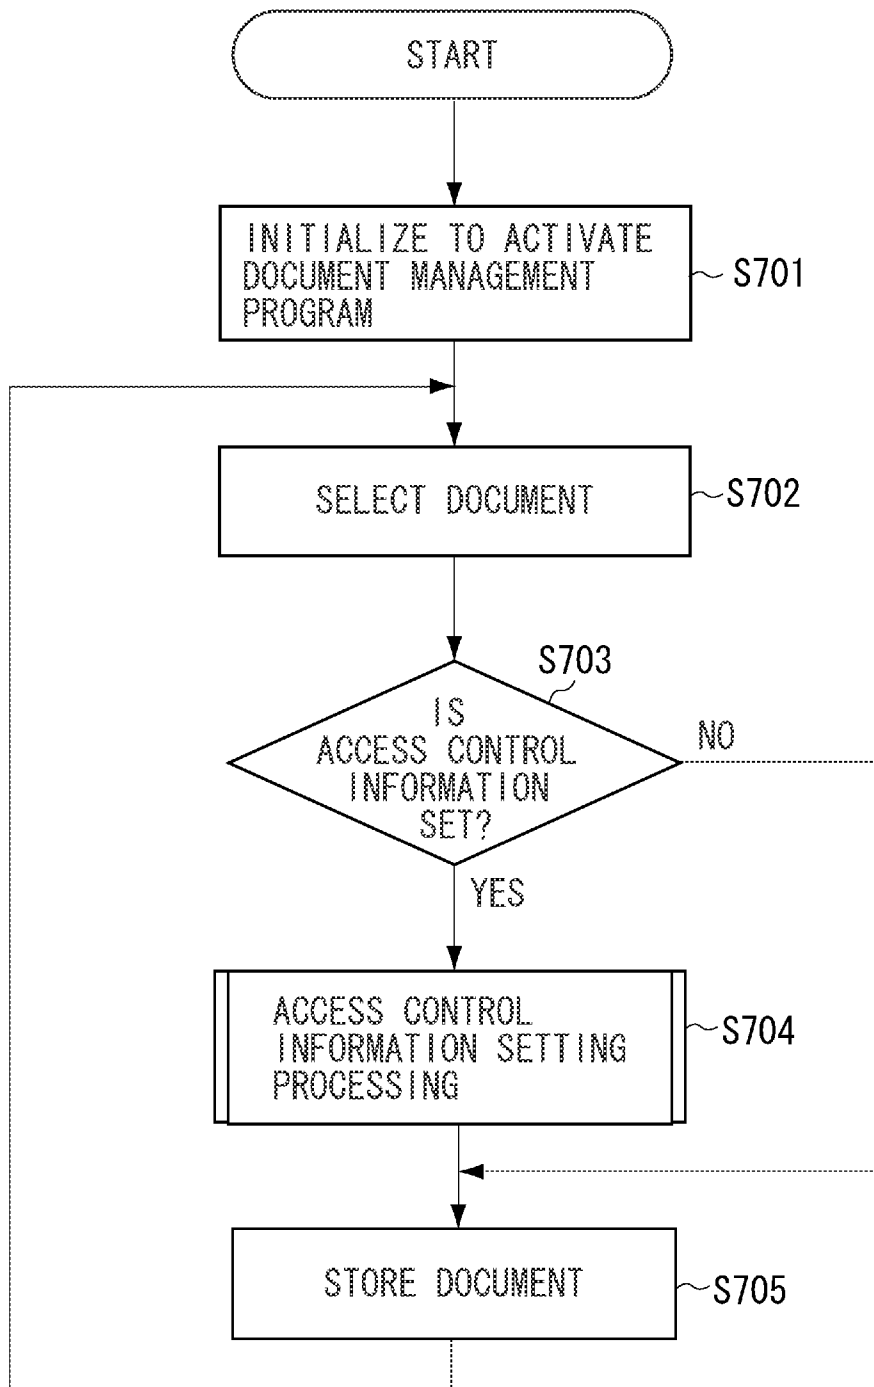 START
INITIALIZE TO ACTIVATE
DOCUMENT MANAGEMENT
PROGRAM
S701
SELECT DOCUMENT
S702
S703
IS
ACCESS CONTROL
INFORMATION
SET?
NO
YES
ACCESS CONTROL
INFORMATION SETTING
PROCESSING
S704
STORE DOCUMENT
S705